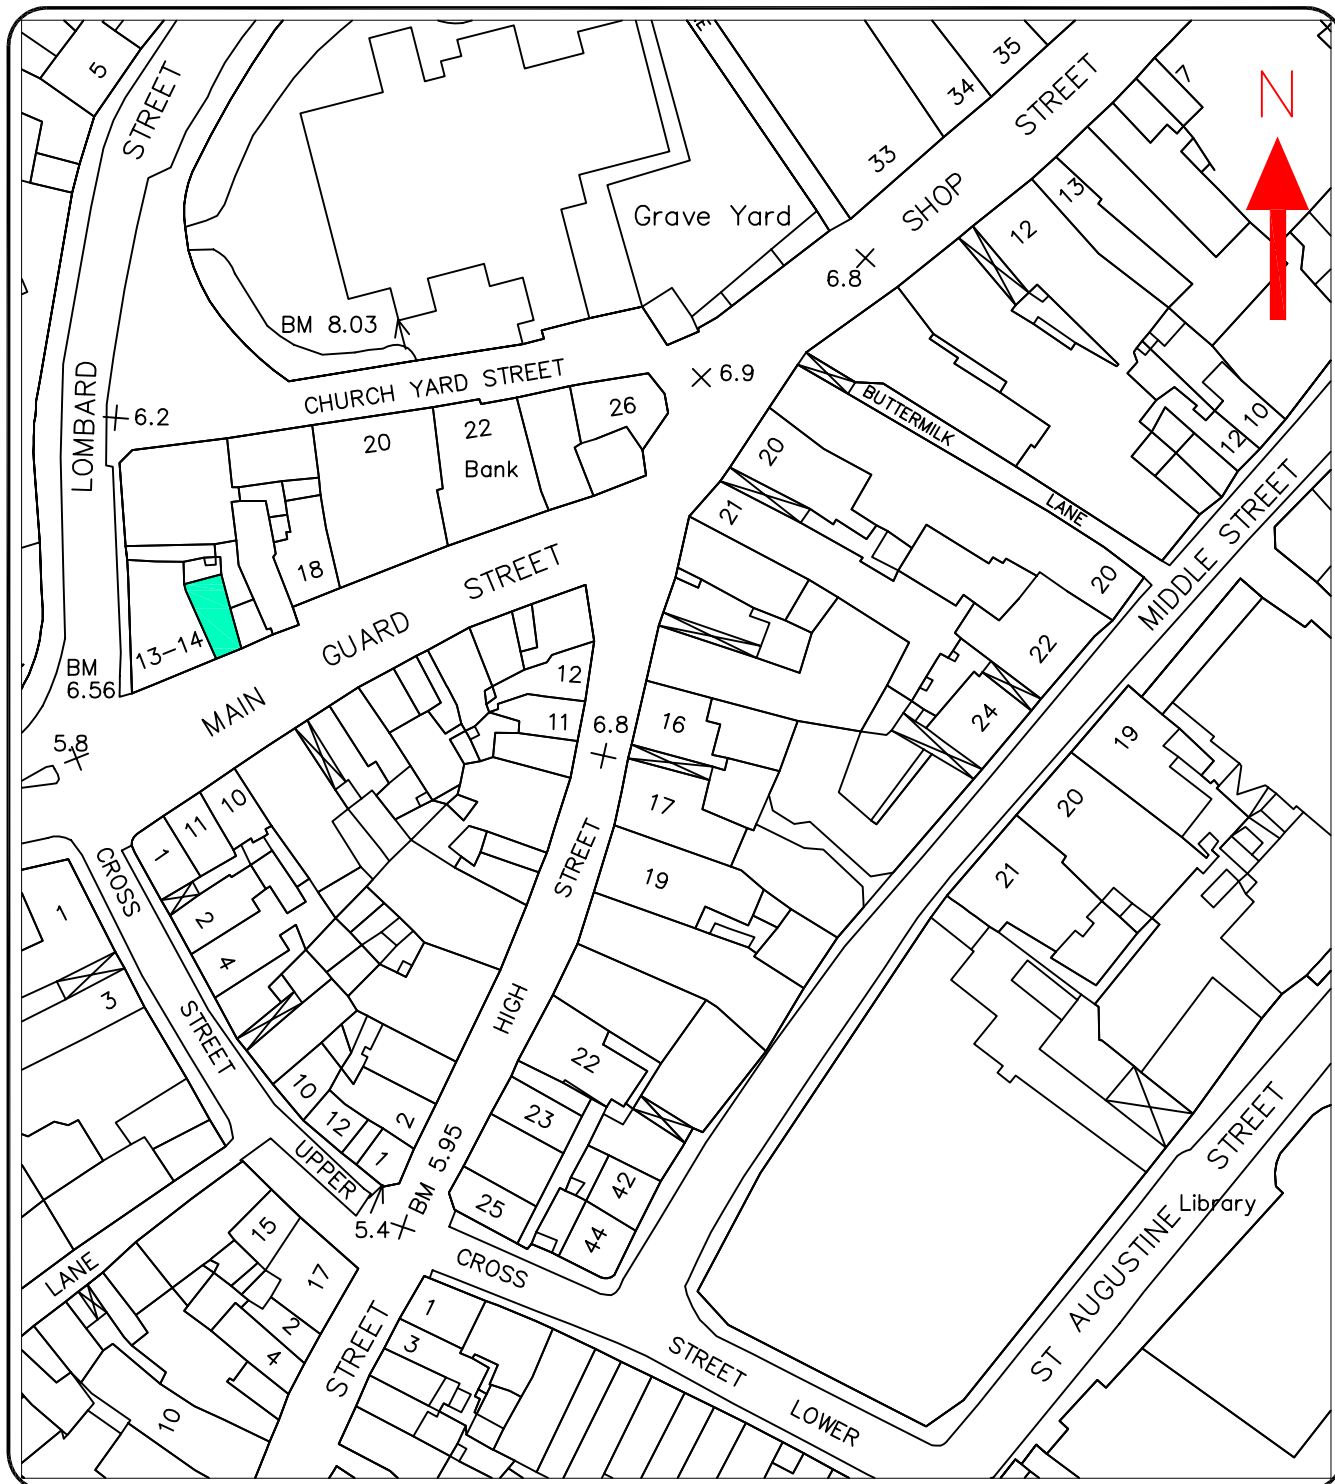 5
STREET
35
34
33
STREET
7
N
SHOP
13
12
Grave Yard
6.8
BM 8.03
LOMBARD
6.2
CHURCH YARD STREET
6.9
26
22
Bank
20
BUTTERMILK
LANE
10
12
20
21
MIDDLE STREET
20
22
24
18
13-14
MAIN
GUARD
STREET
BM
6.56
5.8
12
11
6.8
16
17
19
19
20
21
10
11
1
2
4
CROSS
STREET
1
3
STREET
HIGH
10
12
1
2
UPPER
BM 5.95
5.4
22
23
25
42
44
CROSS
STREET
LOWER
ST AUGUSTINE
STREET
Library
LANE
15
17
2
4
10
STREET
1
3